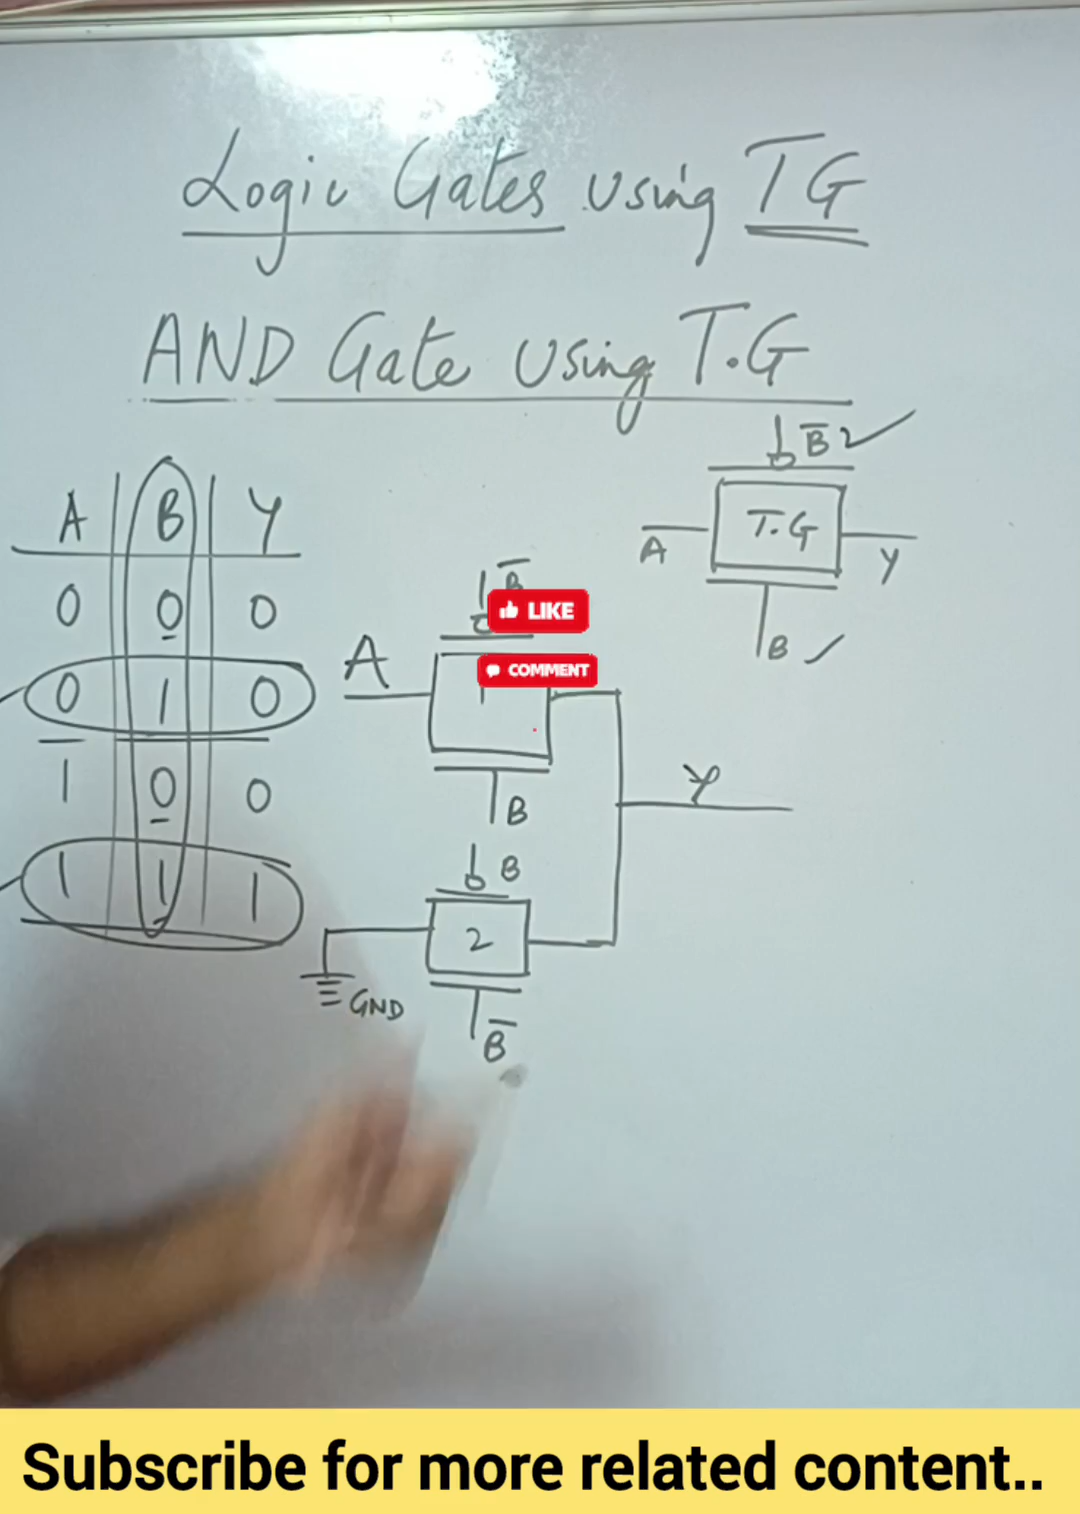 Logic Gates using TG
AND Gate Using T.G
B̅ 2
T.G
A
Y
B
A B Y
0 0 0
0 1 0
1 0 0
1 1 1
B̅
LIKE
COMMENT
A
B
Y
B
2
GND
B̅
Subscribe for more related content..